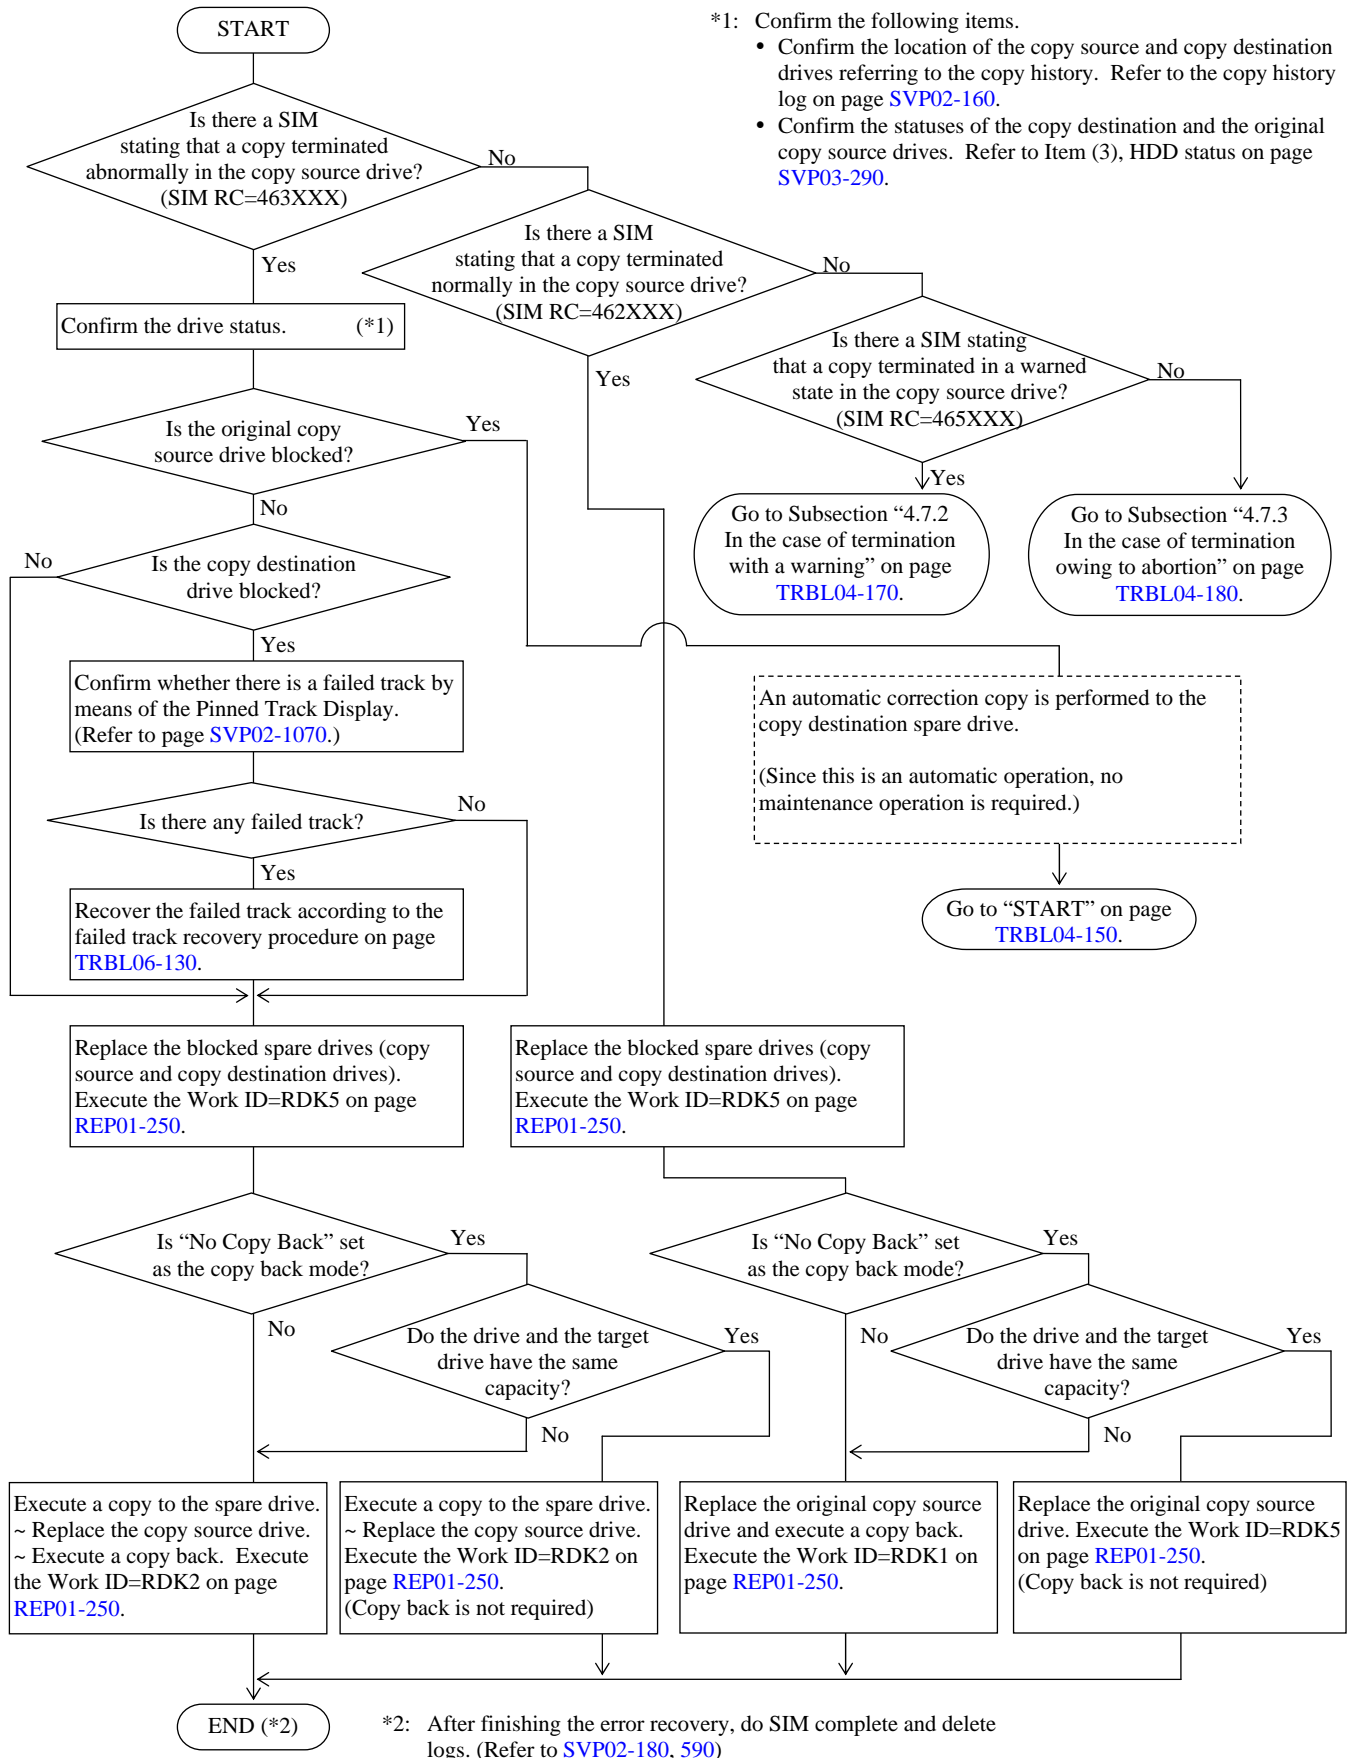 START
*1: Confirm the following items.
• Confirm the location of the copy source and copy destination
drives referring to the copy history. Refer to the copy history
log on page SVP02-160.
• Confirm the statuses of the copy destination and the original
copy source drives. Refer to Item (3), HDD status on page
SVP03-290.
Is there a SIM
stating that a copy terminated
abnormally in the copy source drive?
(SIM RC=463XXX)
No
Yes
Is there a SIM
stating that a copy terminated
normally in the copy source drive?
(SIM RC=462XXX)
No
Yes
Is there a SIM stating
that a copy terminated in a warned
state in the copy source drive?
(SIM RC=465XXX)
No
Yes
Go to Subsection “4.7.2
In the case of termination
with a warning” on page
TRBL04-170.
Go to Subsection “4.7.3
In the case of termination
owing to abortion” on page
TRBL04-180.
Confirm the drive status. (*1)
Is the original copy
source drive blocked?
Yes
No
Is the copy destination
drive blocked?
No
Yes
Confirm whether there is a failed track by
means of the Pinned Track Display.
(Refer to page SVP02-1070.)
Is there any failed track?
No
Yes
Recover the failed track according to the
failed track recovery procedure on page
TRBL06-130.
An automatic correction copy is performed to the
copy destination spare drive.
(Since this is an automatic operation, no
maintenance operation is required.)
Go to “START” on page
TRBL04-150.
Replace the blocked spare drives (copy
source and copy destination drives).
Execute the Work ID=RDK5 on page
REP01-250.
Replace the blocked spare drives (copy
source and copy destination drives).
Execute the Work ID=RDK5 on page
REP01-250.
Is “No Copy Back” set
as the copy back mode?
Yes
No
Do the drive and the target
drive have the same
capacity?
Yes
No
Is “No Copy Back” set
as the copy back mode?
Yes
No
Do the drive and the target
drive have the same
capacity?
Yes
No
Execute a copy to the spare drive.
~ Replace the copy source drive.
~ Execute a copy back. Execute
the Work ID=RDK2 on page
REP01-250.
Execute a copy to the spare drive.
~ Replace the copy source drive.
Execute the Work ID=RDK2 on
page REP01-250.
(Copy back is not required)
Replace the original copy source
drive and execute a copy back.
Execute the Work ID=RDK1 on
page REP01-250.
Replace the original copy source
drive. Execute the Work ID=RDK5
on page REP01-250.
(Copy back is not required)
END (*2)
*2: After finishing the error recovery, do SIM complete and delete
logs. (Refer to SVP02-180, 590)